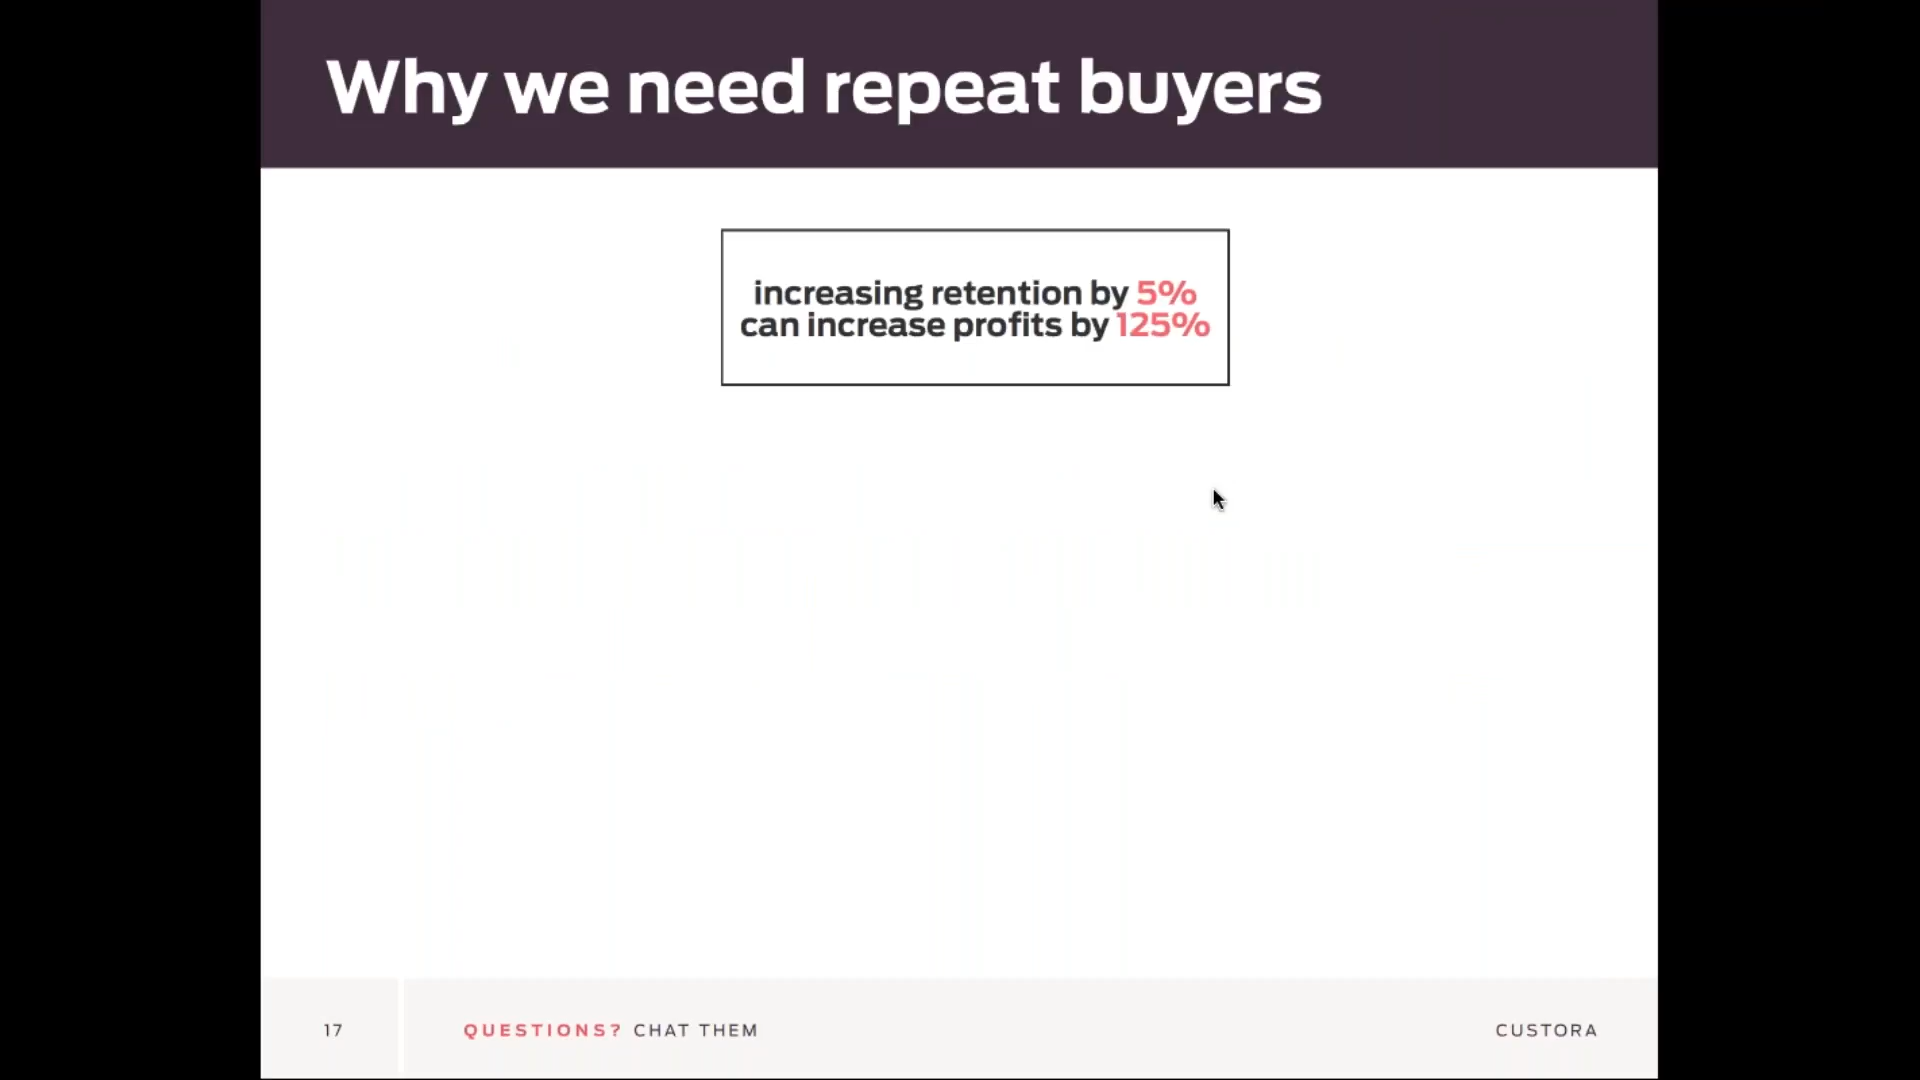 Why we need repeat buyers
increasing retention by 5%
can increase profits by 125%
17
QUESTIONS? CHAT THEM
CUSTORA